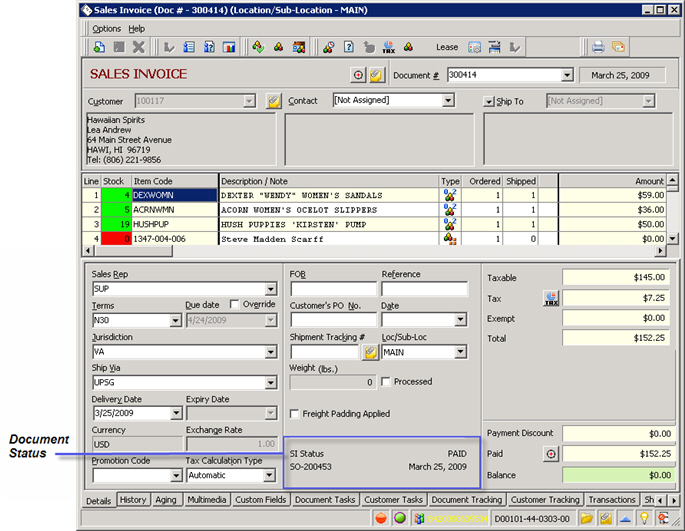 Sales Invoice (Doc # - 300414) (Location/Sub-Location - MAIN)
Options Help
Lease
SALES INVOICE
Document # 300414 March 25, 2009
Customer 100117 Contact [Not Assigned] Ship To [Not Assigned]
Hawaiian Spirits
Lea Andrew
64 Main Street Avenue
HAWI, HI 96719
Tel: (806) 221-9856
Line Stock Item Code Description / Note Type Ordered Shipped Amount
1 4 DEXWOMN DEXTER "WENDY" WOMEN'S SANDALS 1 1 $59.00
2 5 ACRNWMN ACORN WOMEN'S OCELOT SLIPPERS 1 1 $36.00
3 19 HUSHPUP HUSH PUPPIES 'KIRSTEN' PUMP 1 1 $50.00
4 0 1347-004-006 Steve Madden Scarff 1 0 $0.00
Sales Rep FOB Reference
SUP
Taxable $145.00
Terms Due date Override Customer's PO No. Date
N30 4/24/2009
Tax TAX $7.25
Exempt $0.00
Jurisdiction Shipment Tracking # Loc/Sub-Loc
VA MAIN
Total $152.25
Ship Via Weight (lbs.)
UPSG 0 Processed
Delivery Date Expiry Date
3/25/2009
Freight Padding Applied
Currency Exchange Rate
USD 1.00
Payment Discount $0.00
Document
Status
SI Status PAID
Paid $152.25
Promotion Code Tax Calculation Type
SO-200453 March 25, 2009
Automatic
Balance $0.00
Details History Aging Multimedia Custom Fields Document Tasks Customer Tasks Document Tracking Customer Tracking Transactions Sh
D00101-44-0303-00